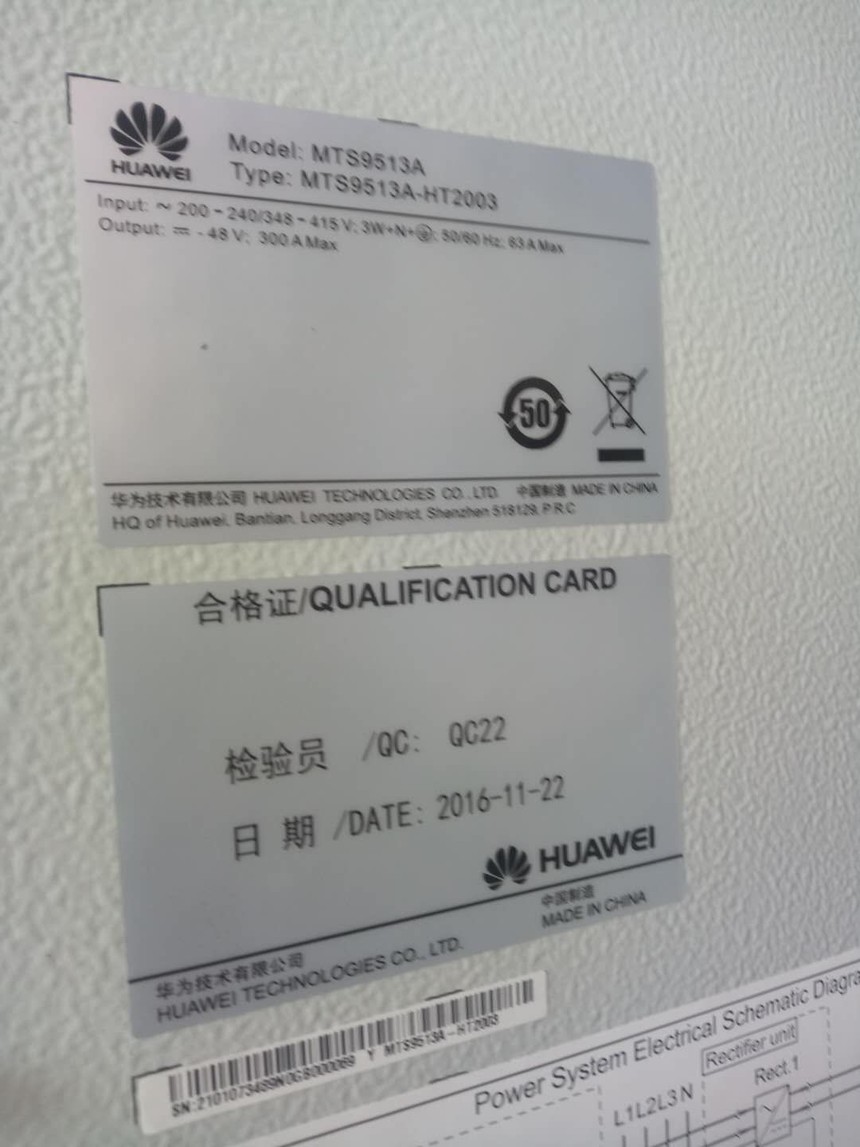 HUAWEI
Model: MTS9513A
Type: MTS9513A-HT2003
Input: ~ 200-240/348-415 V; 3W+N+⏚; 50/60 Hz; 63 A Max
Output: ⎓ -48 V; 300 A Max
50
华为技术有限公司 HUAWEI TECHNOLOGIES CO., LTD. 中国制造 MADE IN CHINA
HQ of Huawei, Bantian, Longgang District, Shenzhen 518129, P.R.C
合格证/QUALIFICATION CARD
检验员 /QC: QC22
日 期 /DATE: 2016-11-22
HUAWEI
中国制造
MADE IN CHINA
华为技术有限公司
HUAWEI TECHNOLOGIES CO., LTD.
SN:2101073489N0GB000069 Y MTS9513A-HT2003
Power System Electrical Schematic Diagra
Rectifier unit
L1L2L3 N
Rect.1